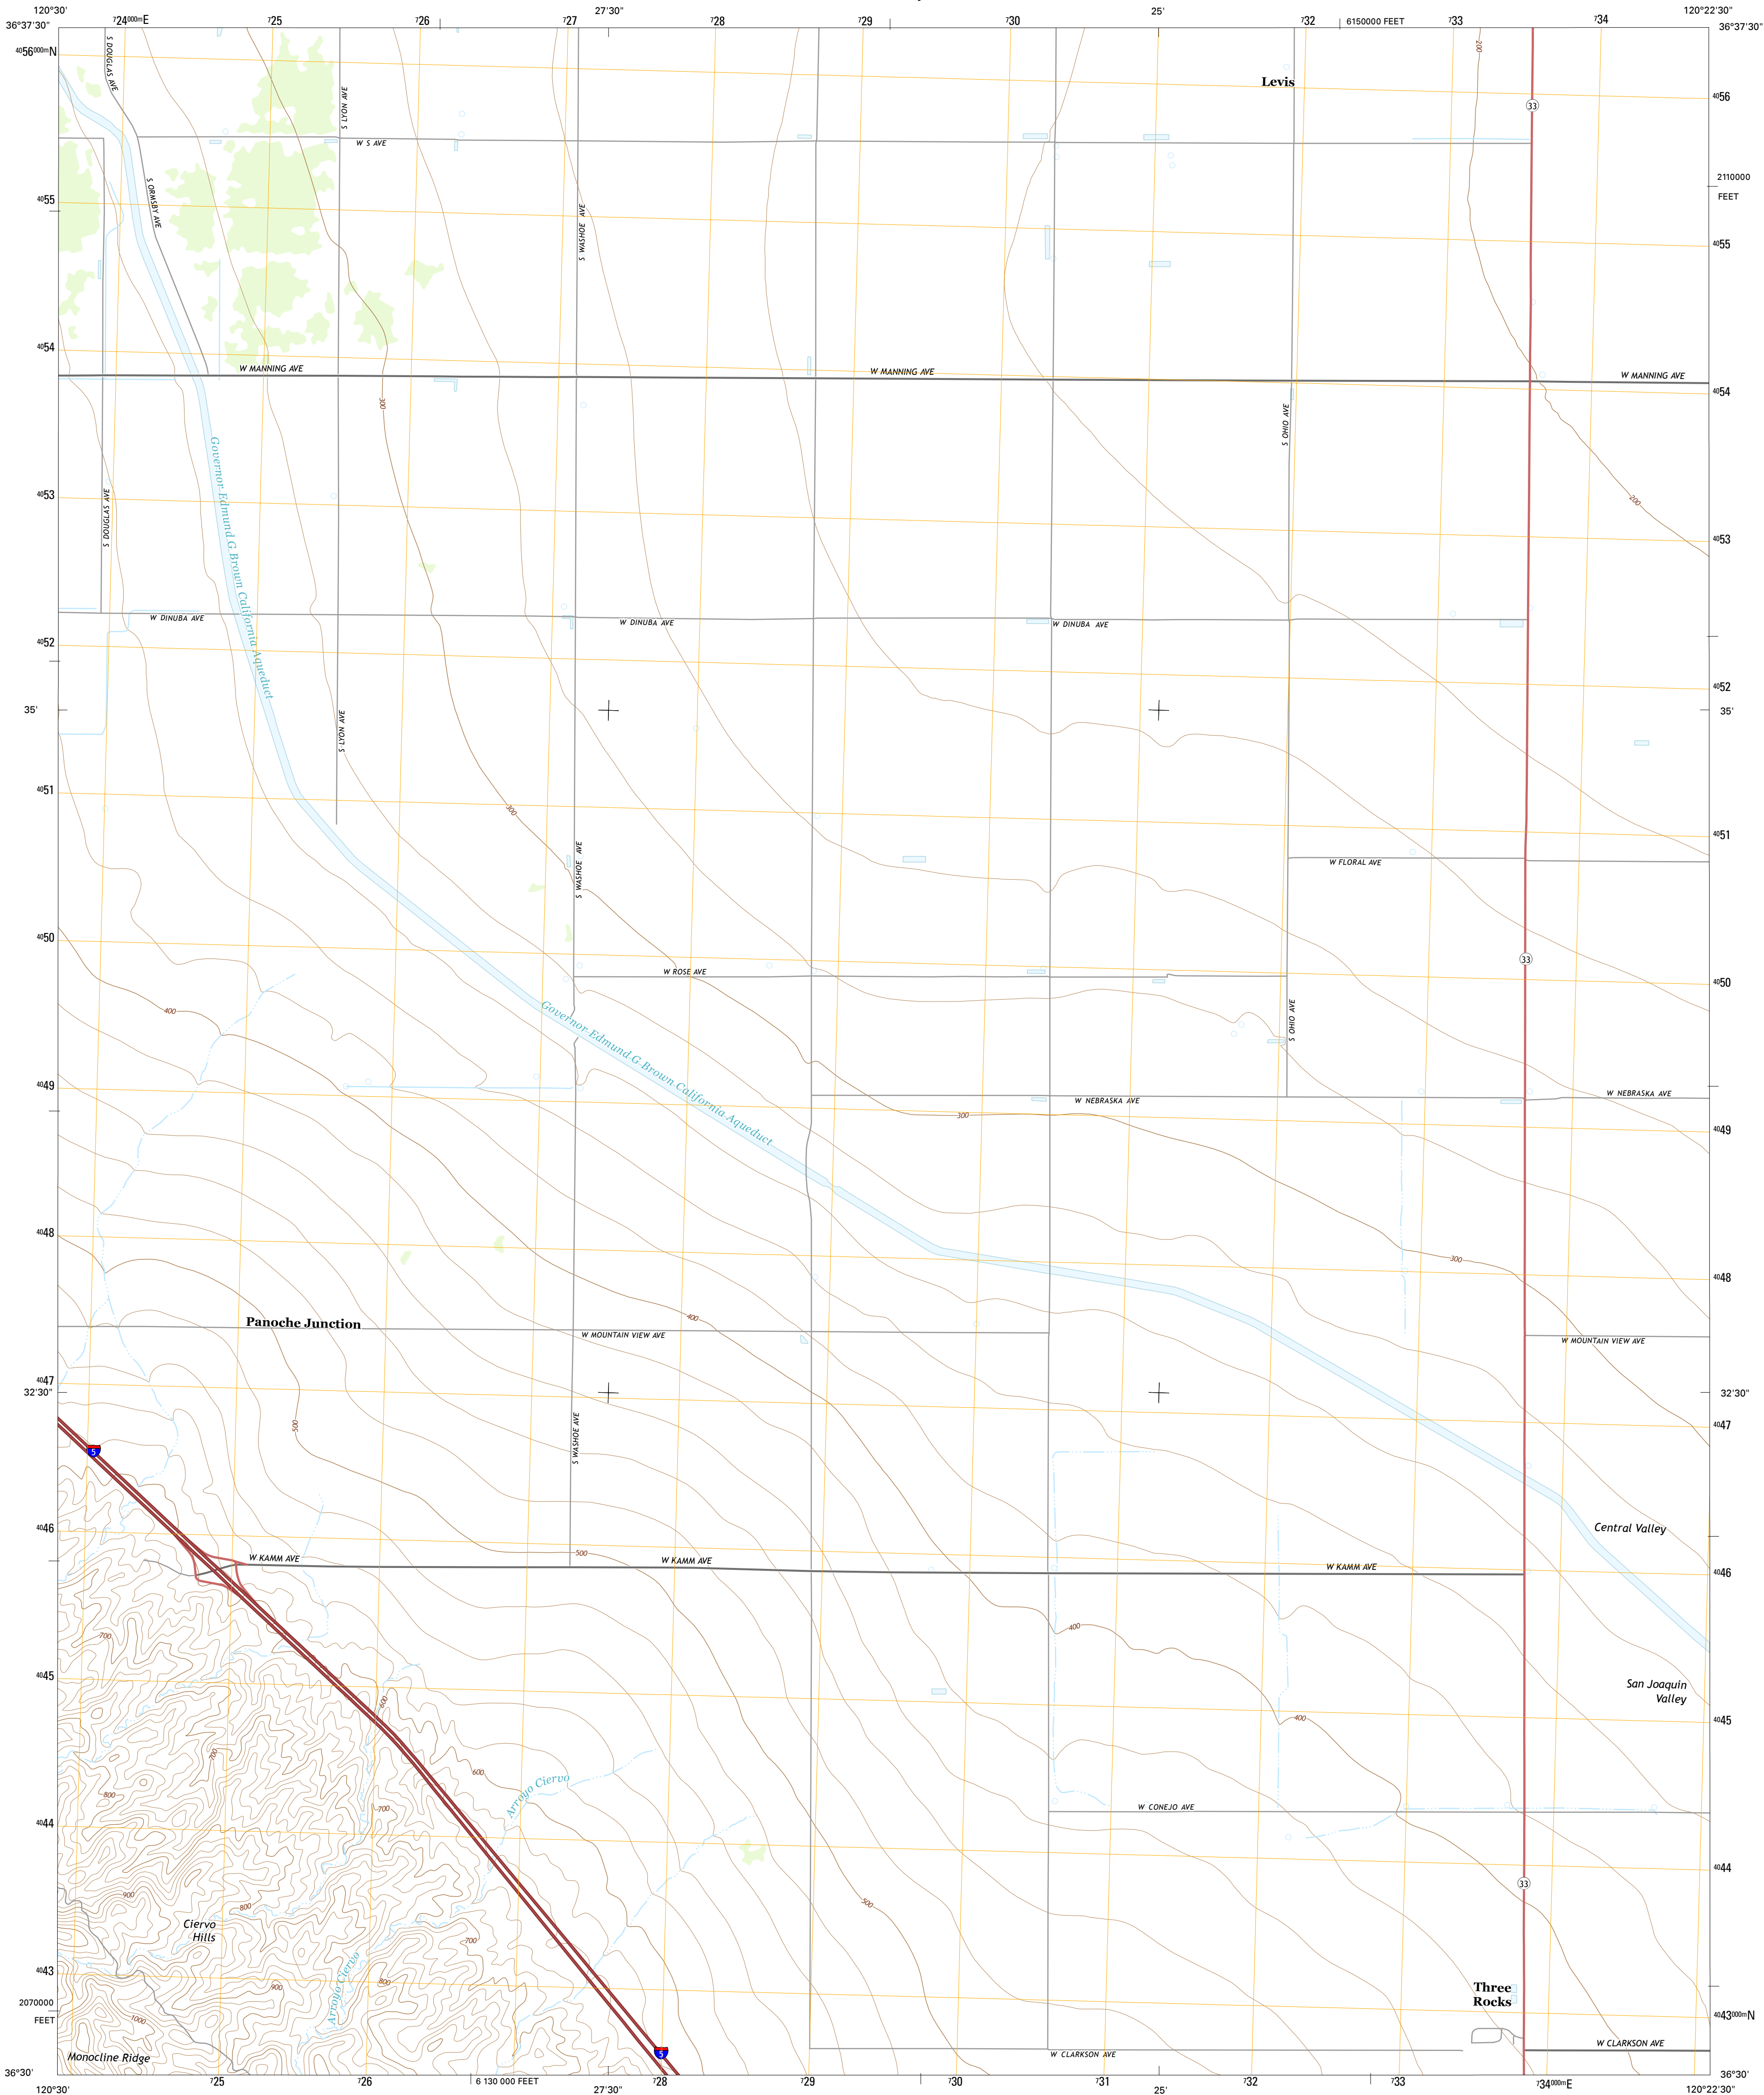 120°30'
⁷24⁰⁰⁰ᵐE
⁷25
⁷26
⁷27
27'30"
⁷28
⁷29
⁷30
25'
⁷32
6150000 FEET
⁷33
⁷34
120°22'30"
36°37'30"
36°37'30"
⁴⁰56⁰⁰⁰ᵐN
S DOUGLAS AVE
S LYON AVE
Levis
⁴⁰56
33
W S AVE
2110000
FEET
⁴⁰55
S ORMSBY AVE
S WASHOE AVE
⁴⁰55
⁴⁰54
W MANNING AVE
W MANNING AVE
W MANNING AVE
⁴⁰54
300
S OHIO AVE
200
200
⁴⁰53
S DOUGLAS AVE
Governor Edmund G Brown California Aqueduct
⁴⁰53
W DINUBA AVE
W DINUBA AVE
W DINUBA AVE
⁴⁰52
⁴⁰52
35'
35'
S LYON AVE
⁴⁰51
300
⁴⁰51
S WASHOE AVE
W FLORAL AVE
⁴⁰50
33
W ROSE AVE
⁴⁰50
400
Governor Edmund G Brown California Aqueduct
S OHIO AVE
⁴⁰49
W NEBRASKA AVE
W NEBRASKA AVE
300
⁴⁰49
⁴⁰48
300
⁴⁰48
Panoche Junction
400
W MOUNTAIN VIEW AVE
W MOUNTAIN VIEW AVE
⁴⁰47
32'30"
32'30"
500
⁴⁰47
S WASHOE AVE
5
⁴⁰46
Central Valley
W KAMM AVE
500
W KAMM AVE
W KAMM AVE
⁴⁰46
700
400
⁴⁰45
San Joaquin
Valley
600
400
⁴⁰45
700
600
Arroyo Ciervo
800
700
W CONEJO AVE
⁴⁰44
⁴⁰44
900
800
500
33
Ciervo
Hills
700
⁴⁰43
Arroyo Ciervo
900
800
Three
Rocks
2070000
FEET
1000
⁴⁰43⁰⁰⁰ᵐN
W CLARKSON AVE
W CLARKSON AVE
Monocline Ridge
5
36°30'
36°30'
120°30'
⁷25
⁷26
6 130 000 FEET
27'30"
⁷28
⁷29
⁷30
⁷31
25'
⁷32
⁷33
⁷34⁰⁰⁰ᵐE
120°22'30"